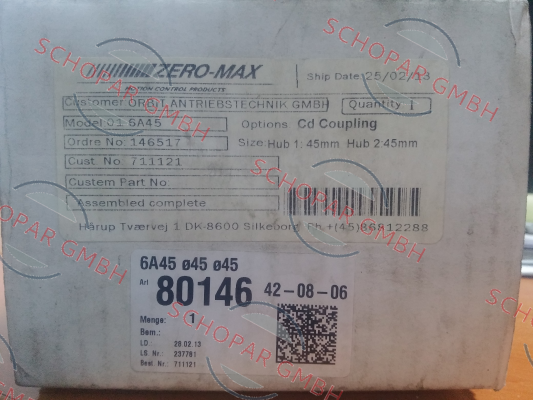 ZERO-MAX
MOTION CONTROL PRODUCTS
Ship Date:25/02/13
Customer ORBIT ANTRIEBSTECHNIK GMBH
Quantity 1
Model 01 6A45
Options Cd Coupling
Ordre No: 146517
Size: Hub 1: 45mm Hub 2:45mm
Cust No. 711121
Custem Part No.
Assembled complete
Hårup Tværvej 1 DK-8600 Silkeborg Ph.+(45)86812288
6A45 ø45 ø45
Art
80146
42-08-06
Menge: 1
Bem.:
LD 28.02.13
LS. Nr.: 237781
Best. Nr.: 711121
SCHOPAR GMBH
SCHOPAR GMBH
SCHOPAR GMBH
SCHOPAR GMBH
SCHOPAR GMBH